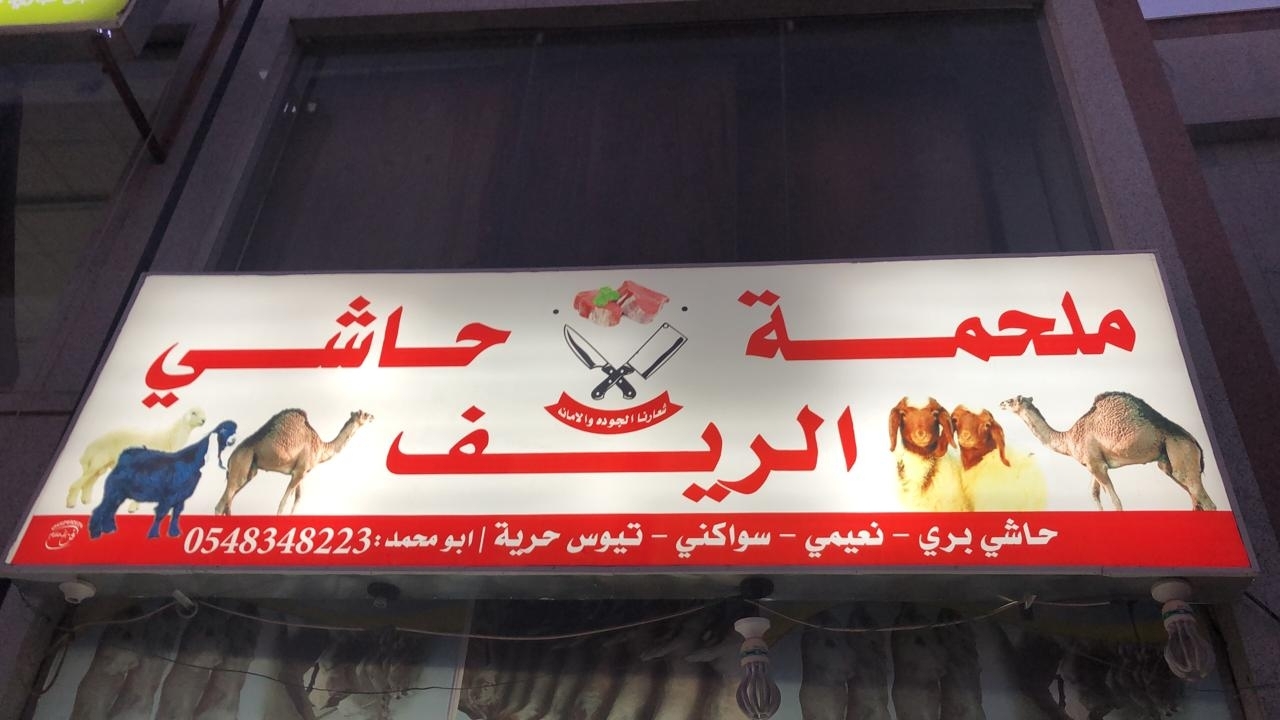 ملحمة حاشي
الريف
شعارنا الجوده والامانه
حاشي بري - نعيمي - سواكني - تيوس حرية | ابو محمد : 0548348223